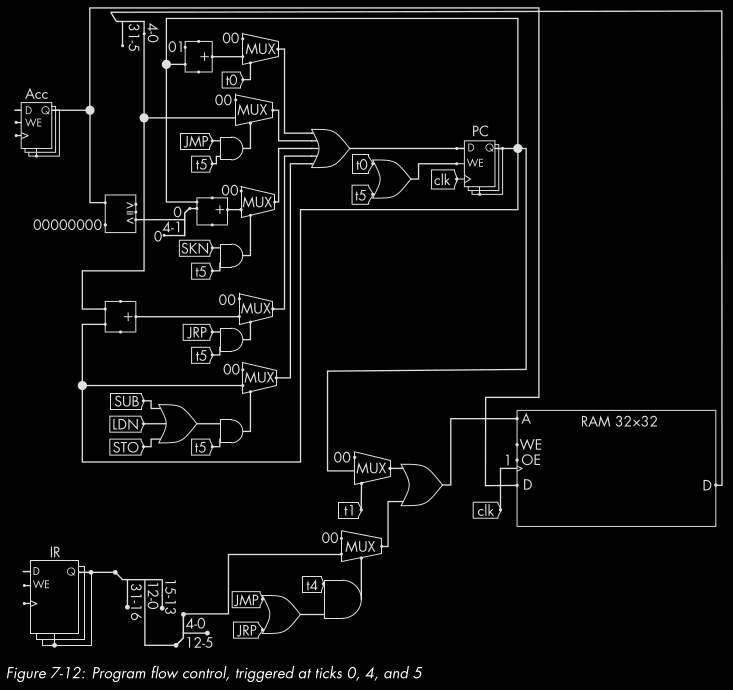 31-5
4-0
01
+
00
MUX
t0
Acc
D Q
WE
00
MUX
JMP
t5
PC
D Q
WE
t0
t5
clk
00
MUX
0
+
4-1
0
> = <
00000000
SKN
t5
+
00
MUX
JRP
t5
00
MUX
SUB
LDN
STO
t5
RAM 32×32
A
WE
1 OE
D
D
clk
00
MUX
t1
00
MUX
IR
D Q
WE
31-16
12-0
15-13
4-0
12-5
t4
JMP
JRP
Figure 7-12: Program flow control, triggered at ticks 0, 4, and 5